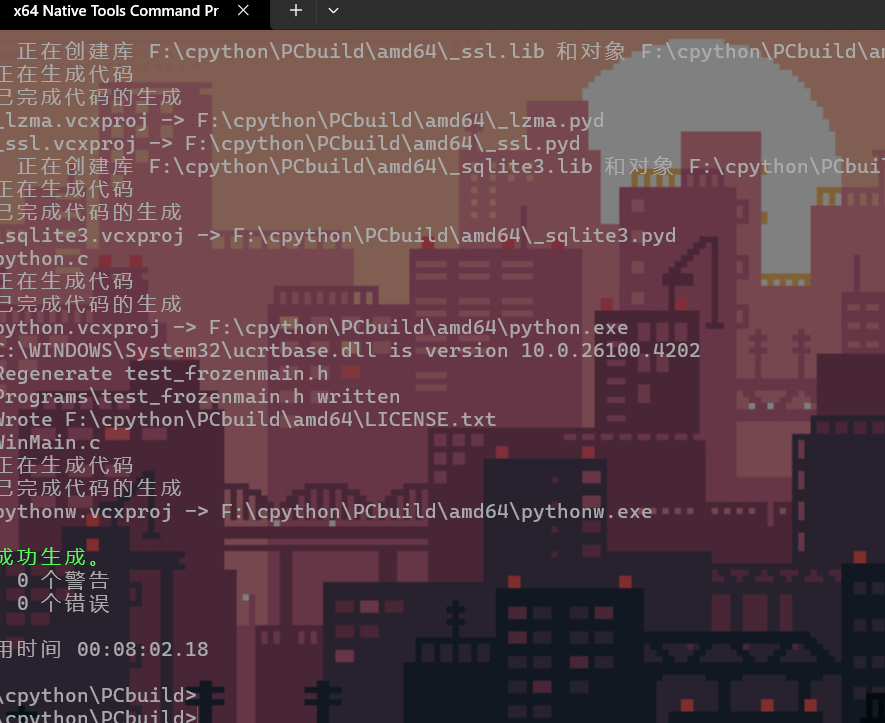 x64 Native Tools Command Pr
正在创建库 F:\cpython\PCbuild\amd64\_ssl.lib 和对象 F:\cpython\PCbuild\am
正在生成代码
已完成代码的生成
_lzma.vcxproj -> F:\cpython\PCbuild\amd64\_lzma.pyd
_ssl.vcxproj -> F:\cpython\PCbuild\amd64\_ssl.pyd
正在创建库 F:\cpython\PCbuild\amd64\_sqlite3.lib 和对象 F:\cpython\PCbui
正在生成代码
已完成代码的生成
_sqlite3.vcxproj -> F:\cpython\PCbuild\amd64\_sqlite3.pyd
python.c
正在生成代码
已完成代码的生成
python.vcxproj -> F:\cpython\PCbuild\amd64\python.exe
C:\WINDOWS\System32\ucrtbase.dll is version 10.0.26100.4202
Regenerate test_frozenmain.h
Programs\test_frozenmain.h written
Wrote F:\cpython\PCbuild\amd64\LICENSE.txt
WinMain.c
正在生成代码
已完成代码的生成
pythonw.vcxproj -> F:\cpython\PCbuild\amd64\pythonw.exe
成功生成。
0 个警告
0 个错误
用时间 00:08:02.18
\cpython\PCbuild>
\cpython\PCbuild>